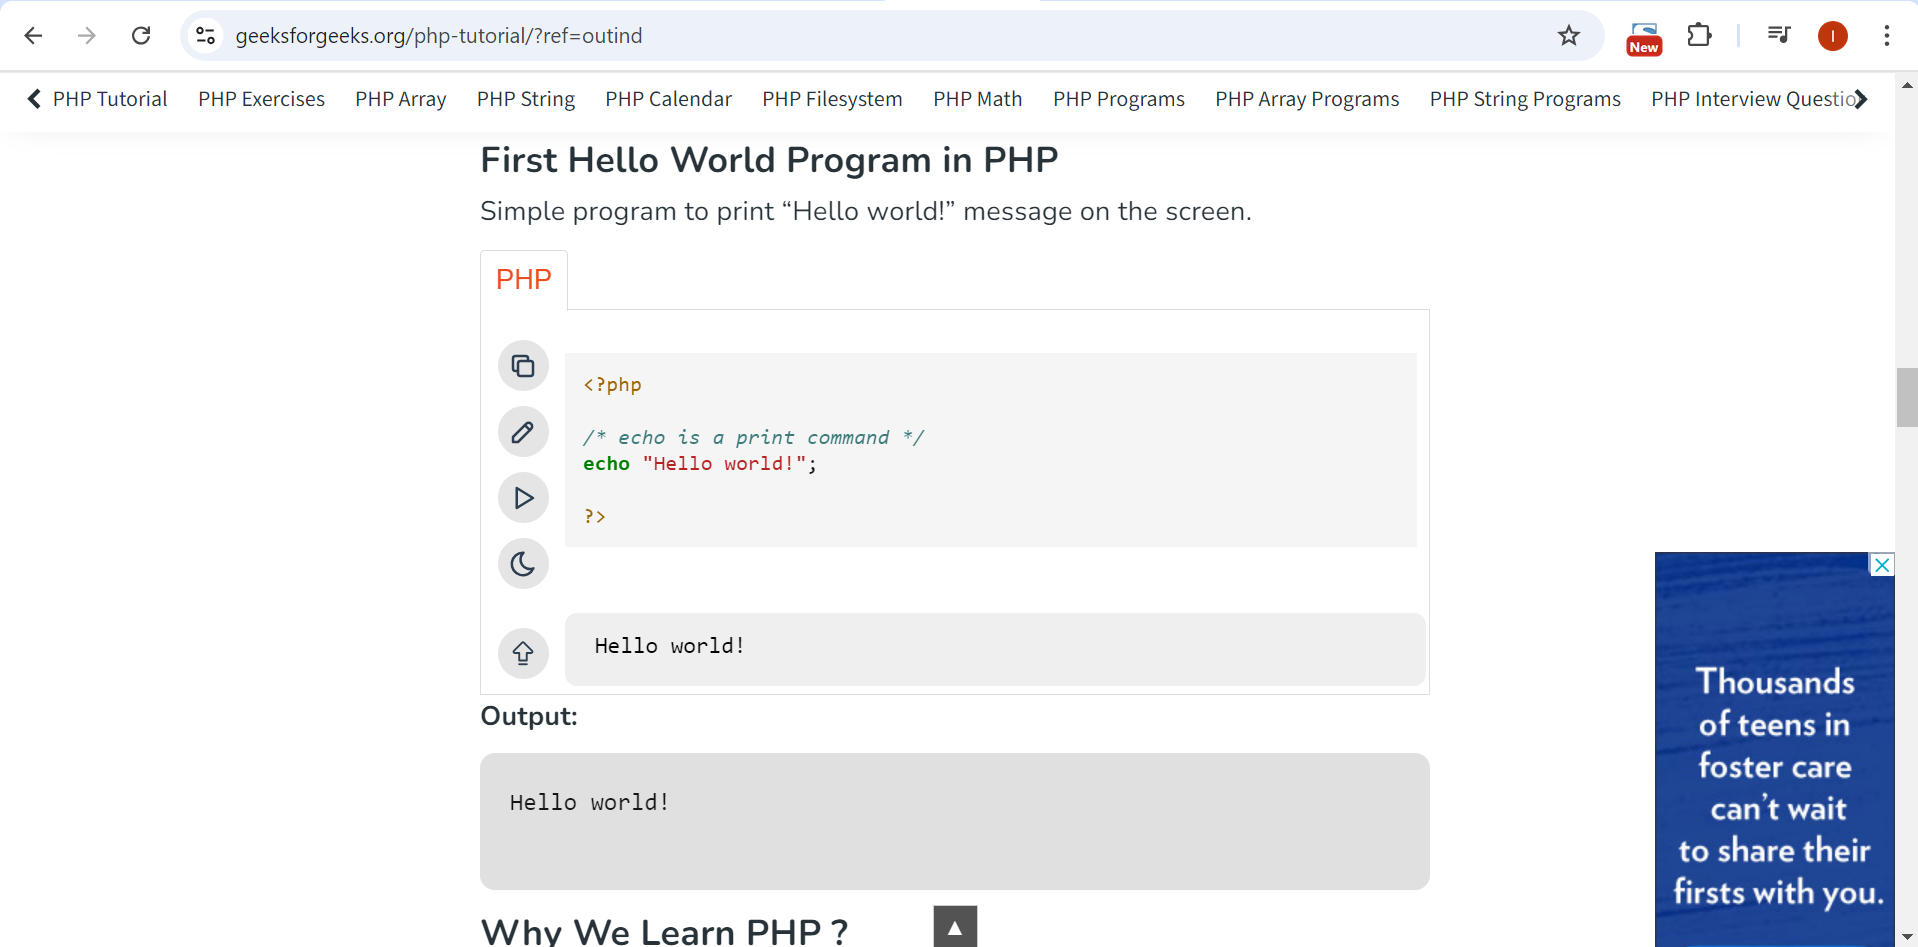 geeksforgeeks.org/php-tutorial/?ref=outind
New
I
PHP Tutorial PHP Exercises PHP Array PHP String PHP Calendar PHP Filesystem PHP Math PHP Programs PHP Array Programs PHP String Programs PHP Interview Questio
First Hello World Program in PHP
Simple program to print “Hello world!” message on the screen.
PHP
<?php
/* echo is a print command */
echo "Hello world!";
?>
Hello world!
Output:
Hello world!
Why We Learn PHP ?
Thousands
of teens in
foster care
can’t wait
to share their
firsts with you.